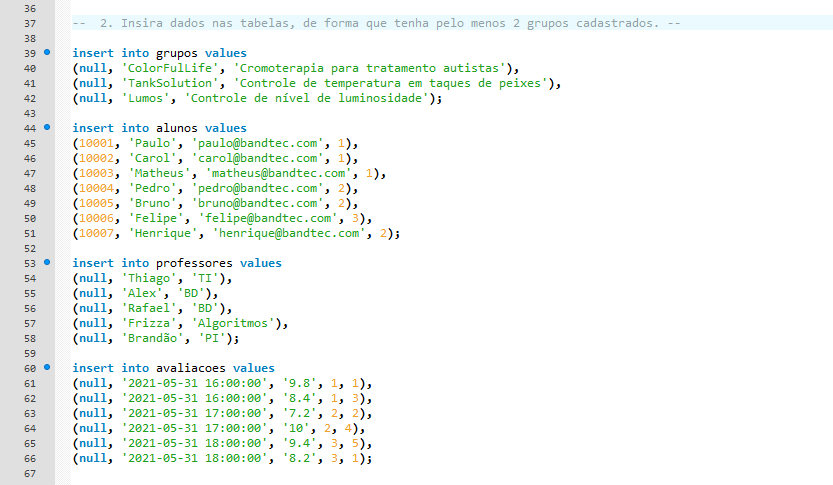 36
37 -- 2. Insira dados nas tabelas, de forma que tenha pelo menos 2 grupos cadastrados. --
38
39 insert into grupos values
40 (null, 'ColorFulLife', 'Cromoterapia para tratamento autistas'),
41 (null, 'TankSolution', 'Controle de temperatura em taques de peixes'),
42 (null, 'Lumos', 'Controle de nível de luminosidade');
43
44 insert into alunos values
45 (10001, 'Paulo', 'paulo@bandtec.com', 1),
46 (10002, 'Carol', 'carol@bandtec.com', 1),
47 (10003, 'Matheus', 'matheus@bandtec.com', 1),
48 (10004, 'Pedro', 'pedro@bandtec.com', 2),
49 (10005, 'Bruno', 'bruno@bandtec.com', 2),
50 (10006, 'Felipe', 'felipe@bandtec.com', 3),
51 (10007, 'Henrique', 'henrique@bandtec.com', 2);
52
53 insert into professores values
54 (null, 'Thiago', 'TI'),
55 (null, 'Alex', 'BD'),
56 (null, 'Rafael', 'BD'),
57 (null, 'Frizza', 'Algoritmos'),
58 (null, 'Brandão', 'PI');
59
60 insert into avaliacoes values
61 (null, '2021-05-31 16:00:00', '9.8', 1, 1),
62 (null, '2021-05-31 16:00:00', '8.4', 1, 3),
63 (null, '2021-05-31 17:00:00', '7.2', 2, 2),
64 (null, '2021-05-31 17:00:00', '10', 2, 4),
65 (null, '2021-05-31 18:00:00', '9.4', 3, 5),
66 (null, '2021-05-31 18:00:00', '8.2', 3, 1);
67